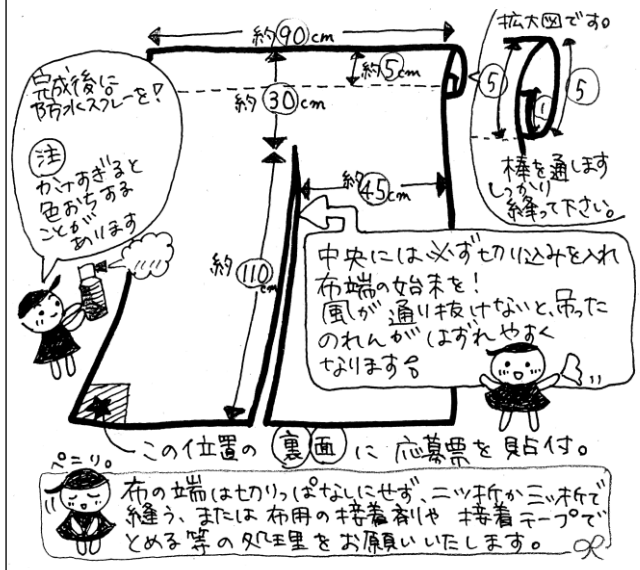 約90cm
拡大図です。
完成後に
防水スプレーを!
約5cm
約30cm
5
1
5
注
かけすぎると
色おちする
ことが
あります
棒を通します
しっかり
縫って下さい。
約45cm
約110cm
中央には必ず切り込みを入れ
布端の始末を!
風が通り抜けないと、吊った
のれんがはずれやすく
なります。
この位置の裏面に応募票を貼付。
ペコリ。
布の端は切りっぱなしにせず、二ツ折か三ッ折で
縫う、または布用の接着剤や接着テープで
とめる等の処理をお願いいたします。